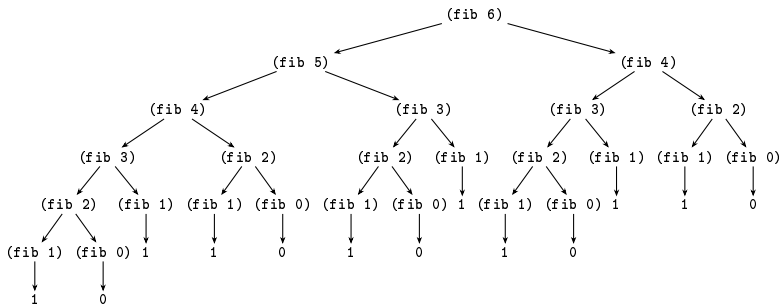 (fib 6)
(fib 5) (fib 4)
(fib 4) (fib 3) (fib 3) (fib 2)
(fib 3) (fib 2) (fib 2) (fib 1) (fib 2) (fib 1) (fib 1) (fib 0)
(fib 2) (fib 1) (fib 1) (fib 0) (fib 1) (fib 0) 1 (fib 1) (fib 0) 1 1 0
(fib 1) (fib 0) 1 1 0 1 0 1 0
1 0